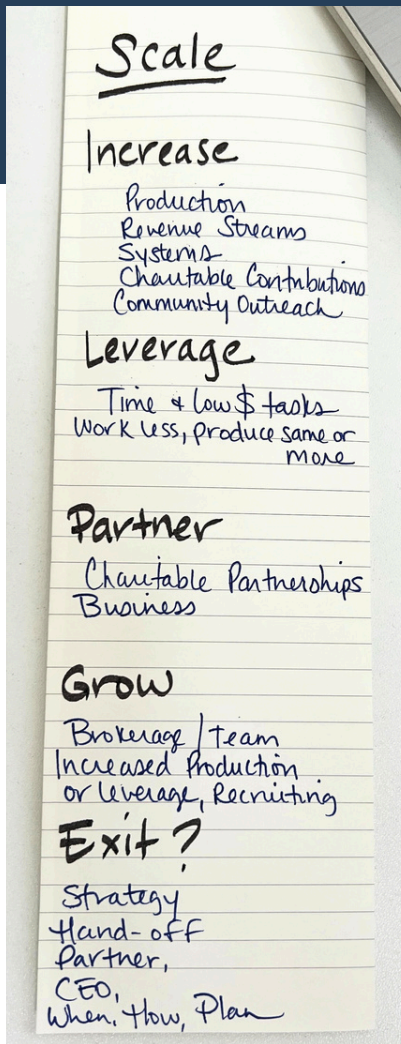 Scale
Increase
Production
Revenue Streams
Systems
Charitable Contributions
Community Outreach
Leverage
Time & low $ tasks
Work less, produce same or
more
Partner
Charitable Partnerships
Business
Grow
Brokerage / Team
Increased Production
or leverage, Recruiting
Exit?
Strategy
Hand-off
Partner,
CEO,
When, How, Plan